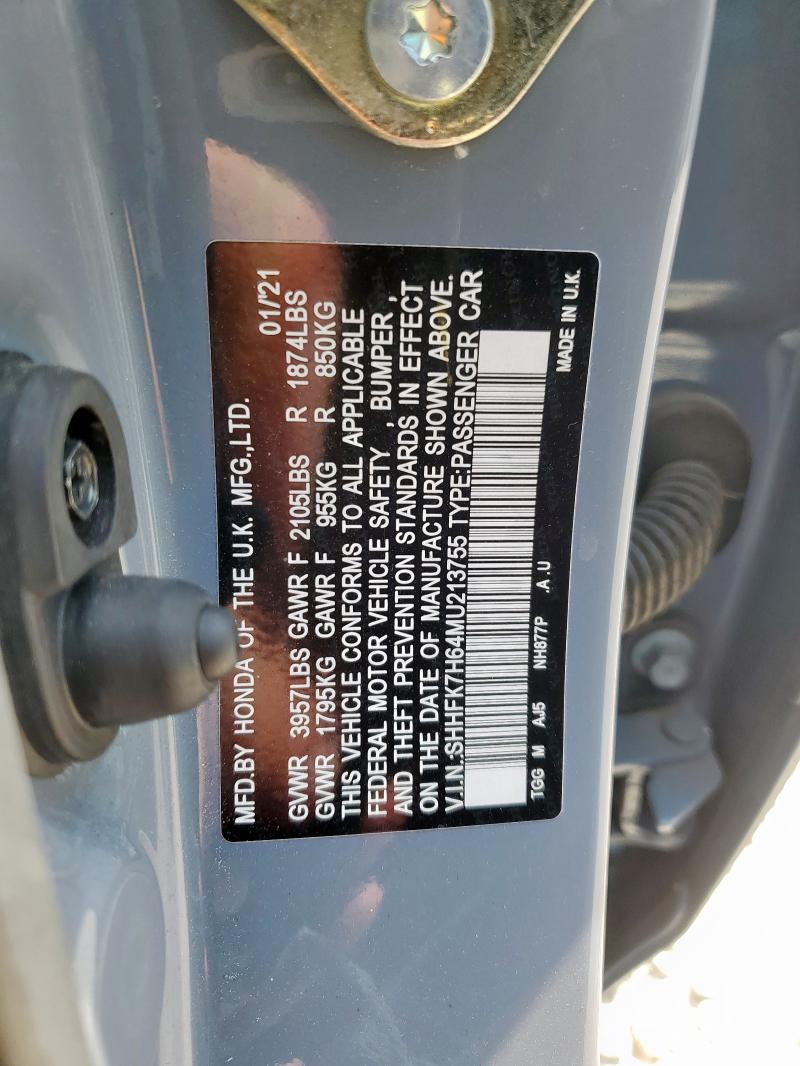 MFD.BY HONDA OF THE U.K. MFG.,LTD. 01/'21
GVWR 3957LBS GAWR F 2105LBS R 1874LBS
GVWR 1795KG GAWR F 955KG R 850KG
THIS VEHICLE CONFORMS TO ALL APPLICABLE
FEDERAL MOTOR VEHICLE SAFETY , BUMPER ,
AND THEFT PREVENTION STANDARDS IN EFFECT
ON THE DATE OF MANUFACTURE SHOWN ABOVE.
V.I.N.:SHHFK7H64MU213755 TYPE:PASSENGER CAR
TGG M AJ5 NH877P .A .U MADE IN U.K.